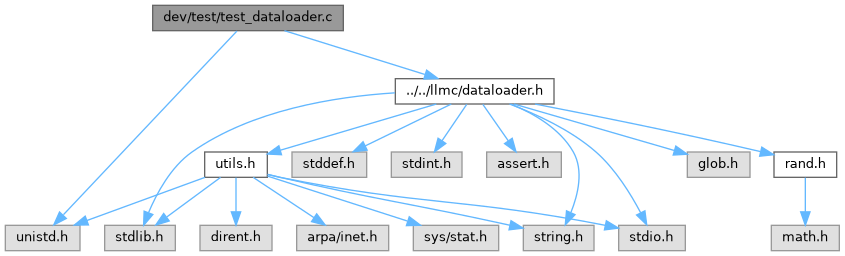 dev/test/test_dataloader.c
../../llmc/dataloader.h
utils.h
stddef.h
stdint.h
assert.h
glob.h
rand.h
unistd.h
stdlib.h
dirent.h
arpa/inet.h
sys/stat.h
string.h
stdio.h
math.h